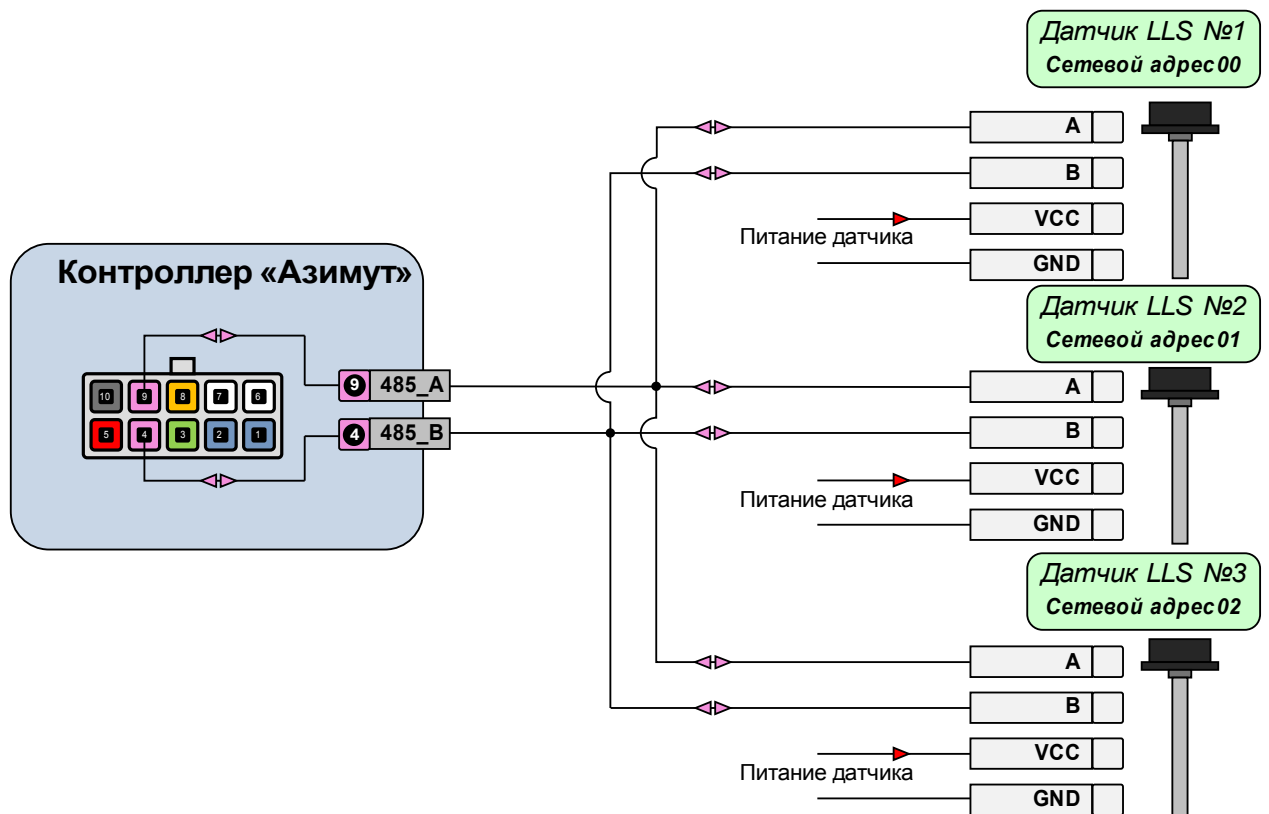 Датчик LLS №1
Сетевой адрес 00
A
B
VCC
Питание датчика
GND
Контроллер «Азимут»
10 9 8 7 6
5 4 3 2 1
9 485_A
4 485_B
Датчик LLS №2
Сетевой адрес 01
A
B
VCC
Питание датчика
GND
Датчик LLS №3
Сетевой адрес 02
A
B
VCC
Питание датчика
GND